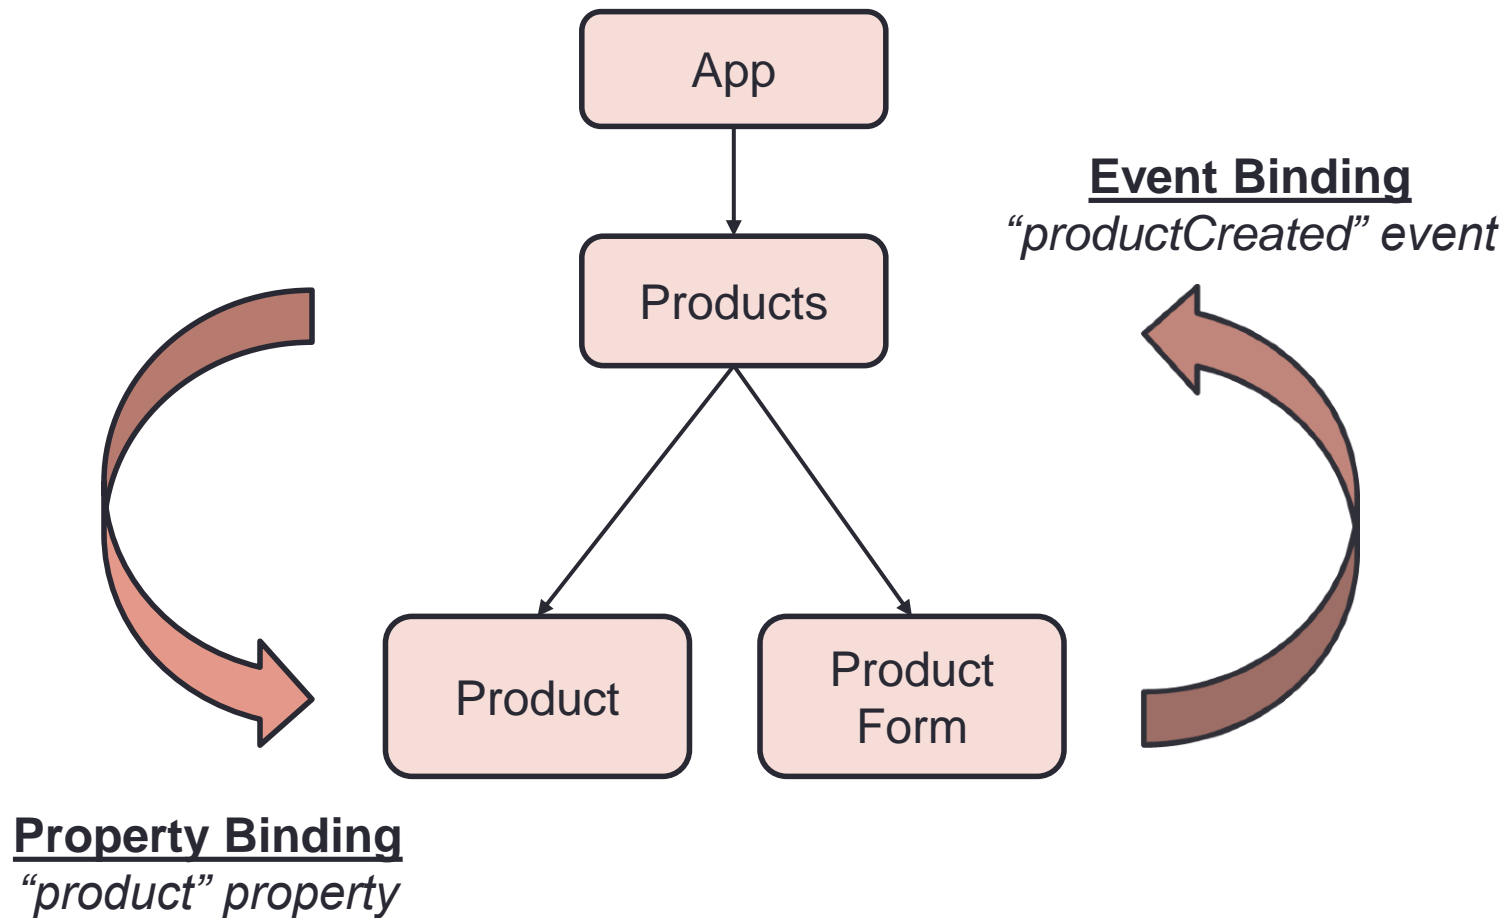 App
Event Binding
“productCreated” event
Products
Product
Product
Form
Property Binding
“product” property